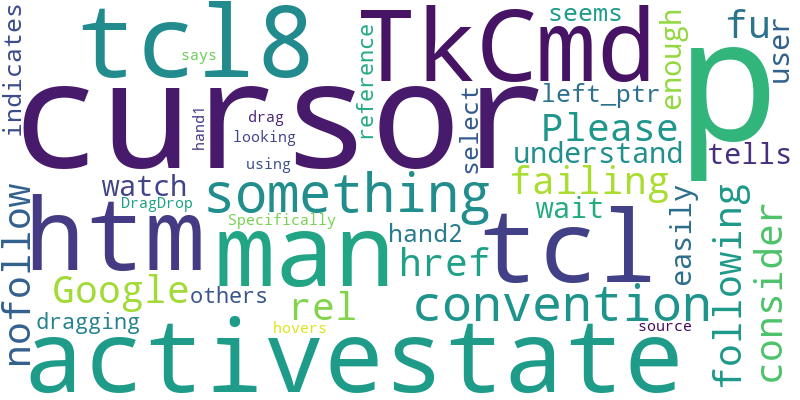 indicates
tcl8
says
cursor
reference
TkCmd
seems
enough
fu
user
p
hand1
drag
looking
using
select
left_ptr
Please
understand
tells
watch
DragDrop
something
Specifically
failing
wait
nofollow
htm
man
hand2
href
tcl
easily
following
consider
Google
others
rel
convention
dragging
hovers
source
activestate